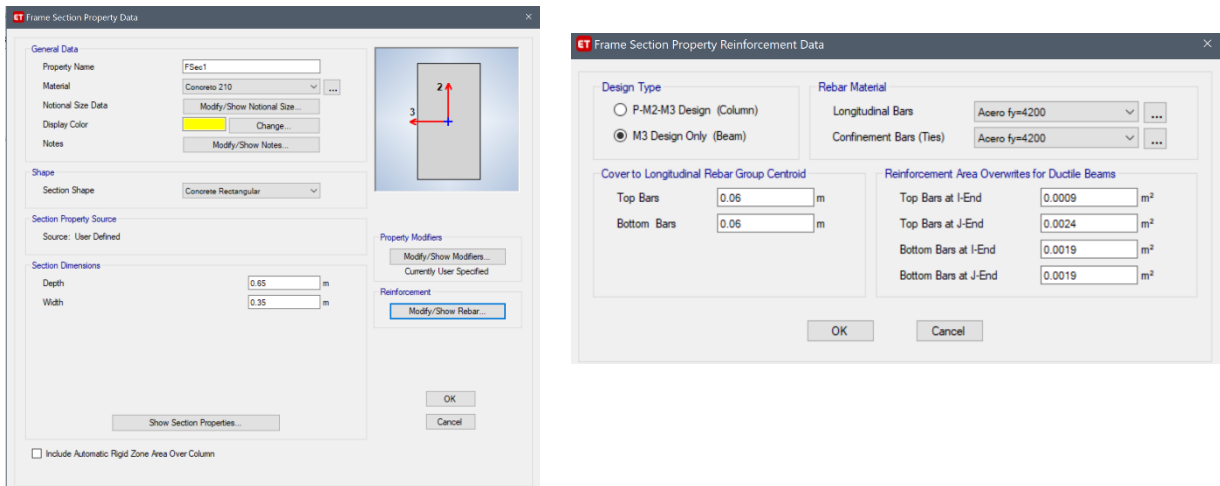 ET Frame Section Property Data
General Data
Property Name FSec1
Material Concreto 210 ...
Notional Size Data Modify/Show Notional Size...
Display Color Change...
Notes Modify/Show Notes...
2
3
Shape
Section Shape Concrete Rectangular
Section Property Source
Source: User Defined
Property Modifiers
Modify/Show Modifiers...
Currently User Specified
Section Dimensions
Depth 0.65 m
Width 0.35 m
Reinforcement
Modify/Show Rebar...
OK
Cancel
Show Section Properties...
Include Automatic Rigid Zone Area Over Column
ET Frame Section Property Reinforcement Data
Design Type
P-M2-M3 Design (Column)
M3 Design Only (Beam)
Rebar Material
Longitudinal Bars Acero fy=4200 ...
Confinement Bars (Ties) Acero fy=4200 ...
Cover to Longitudinal Rebar Group Centroid
Top Bars 0.06 m
Bottom Bars 0.06 m
Reinforcement Area Overwrites for Ductile Beams
Top Bars at I-End 0.0009 m²
Top Bars at J-End 0.0024 m²
Bottom Bars at I-End 0.0019 m²
Bottom Bars at J-End 0.0019 m²
OK Cancel